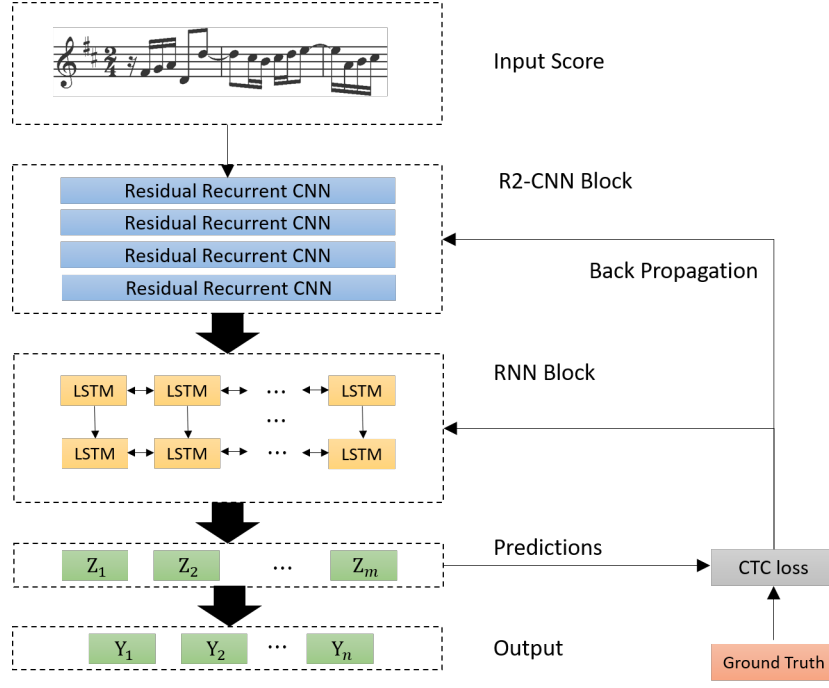 2
4
Input Score
R2-CNN Block
Residual Recurrent CNN
Residual Recurrent CNN
Residual Recurrent CNN
Residual Recurrent CNN
Back Propagation
RNN Block
LSTM LSTM ... LSTM
...
LSTM LSTM ... LSTM
Predictions
Z₁ Z₂ ... Zₘ
CTC loss
Output
Y₁ Y₂ ... Yₙ
Ground Truth